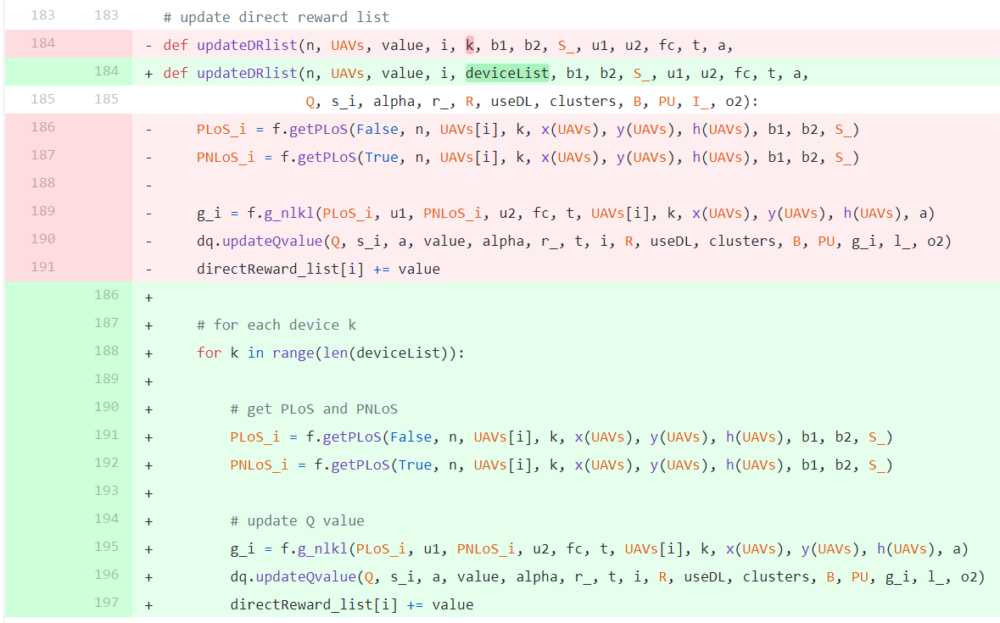 183 183 # update direct reward list
184 - def updateDRlist(n, UAVs, value, i, k, b1, b2, S_, u1, u2, fc, t, a,
184 + def updateDRlist(n, UAVs, value, i, deviceList, b1, b2, S_, u1, u2, fc, t, a,
185 185 Q, s_i, alpha, r_, R, useDL, clusters, B, PU, I_, o2):
186 - PLoS_i = f.getPLoS(False, n, UAVs[i], k, x(UAVs), y(UAVs), h(UAVs), b1, b2, S_)
187 - PNLoS_i = f.getPLoS(True, n, UAVs[i], k, x(UAVs), y(UAVs), h(UAVs), b1, b2, S_)
188 -
189 - g_i = f.g_nlkl(PLoS_i, u1, PNLoS_i, u2, fc, t, UAVs[i], k, x(UAVs), y(UAVs), h(UAVs), a)
190 - dq.updateQvalue(Q, s_i, a, value, alpha, r_, t, i, R, useDL, clusters, B, PU, g_i, l_, o2)
191 - directReward_list[i] += value
186 +
187 + # for each device k
188 + for k in range(len(deviceList)):
189 +
190 + # get PLoS and PNLoS
191 + PLoS_i = f.getPLoS(False, n, UAVs[i], k, x(UAVs), y(UAVs), h(UAVs), b1, b2, S_)
192 + PNLoS_i = f.getPLoS(True, n, UAVs[i], k, x(UAVs), y(UAVs), h(UAVs), b1, b2, S_)
193 +
194 + # update Q value
195 + g_i = f.g_nlkl(PLoS_i, u1, PNLoS_i, u2, fc, t, UAVs[i], k, x(UAVs), y(UAVs), h(UAVs), a)
196 + dq.updateQvalue(Q, s_i, a, value, alpha, r_, t, i, R, useDL, clusters, B, PU, g_i, l_, o2)
197 + directReward_list[i] += value